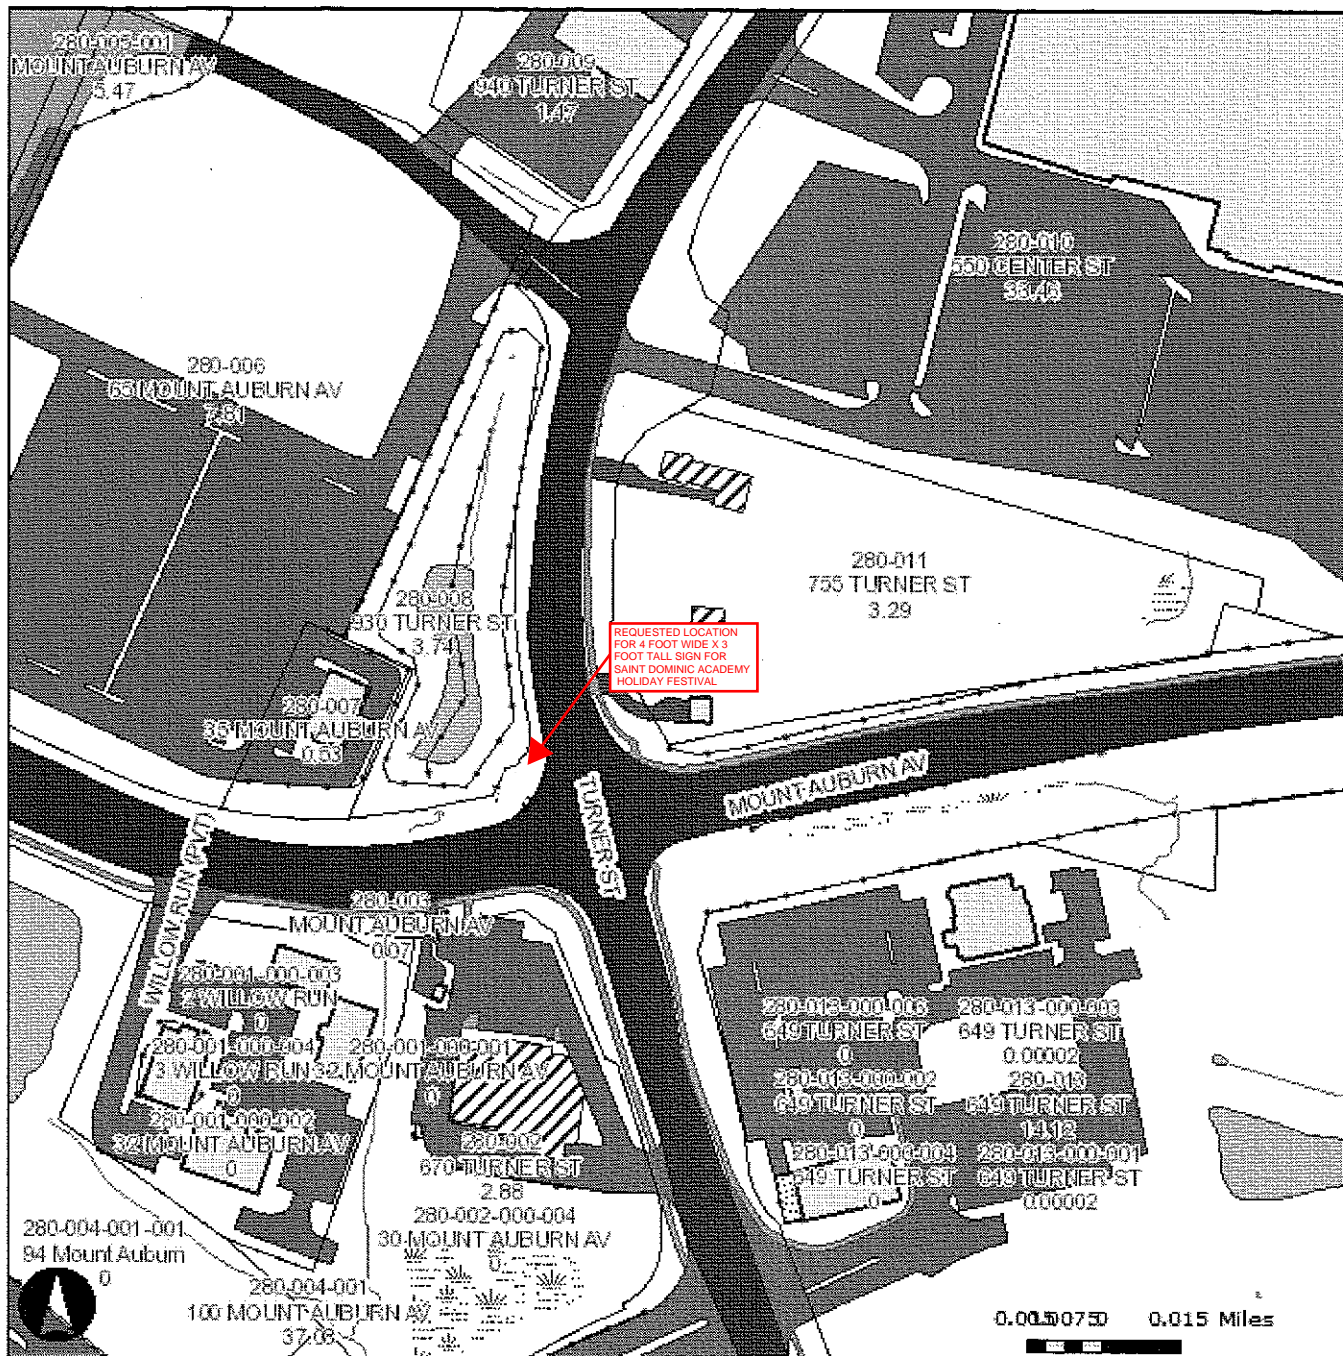 280-005-001
MOUNT AUBURN AV
5.47
280-009
940 TURNER ST
1.47
280-010
550 CENTER ST
280-006
65 MOUNT AUBURN AV
7.81
280-011
755 TURNER ST
3.29
280-008
930 TURNER ST
3.74
REQUESTED LOCATION
FOR 4 FOOT WIDE X 3
FOOT TALL SIGN FOR
SAINT DOMINIC ACADEMY
HOLIDAY FESTIVAL
280-007
MOUNT AUBURN AV
0.53
TURNER ST
MOUNT AUBURN AV
WILLOW RUN (PVT)
280-003
MOUNT AUBURN AV
0.07
280-001-000-003
2 WILLOW RUN
0
280-001-000-004
3 WILLOW RUN
0
280-001-000-001
32 MOUNT AUBURN AV
0
280-001-000-002
32 MOUNT AUBURN AV
0
280-002
670 TURNER ST
2.88
280-002-000-004
30 MOUNT AUBURN AV
0
280-013-000-006
649 TURNER ST
0
280-013-000-003
649 TURNER ST
0.00002
280-013-000-002
649 TURNER ST
0
280-013
649 TURNER ST
14.12
280-013-000-004
649 TURNER ST
0
280-013-000-001
649 TURNER ST
0.00002
280-004-001-001
94 Mount Auburn
0
280-004-001
100 MOUNT AUBURN AV
0.015 Miles